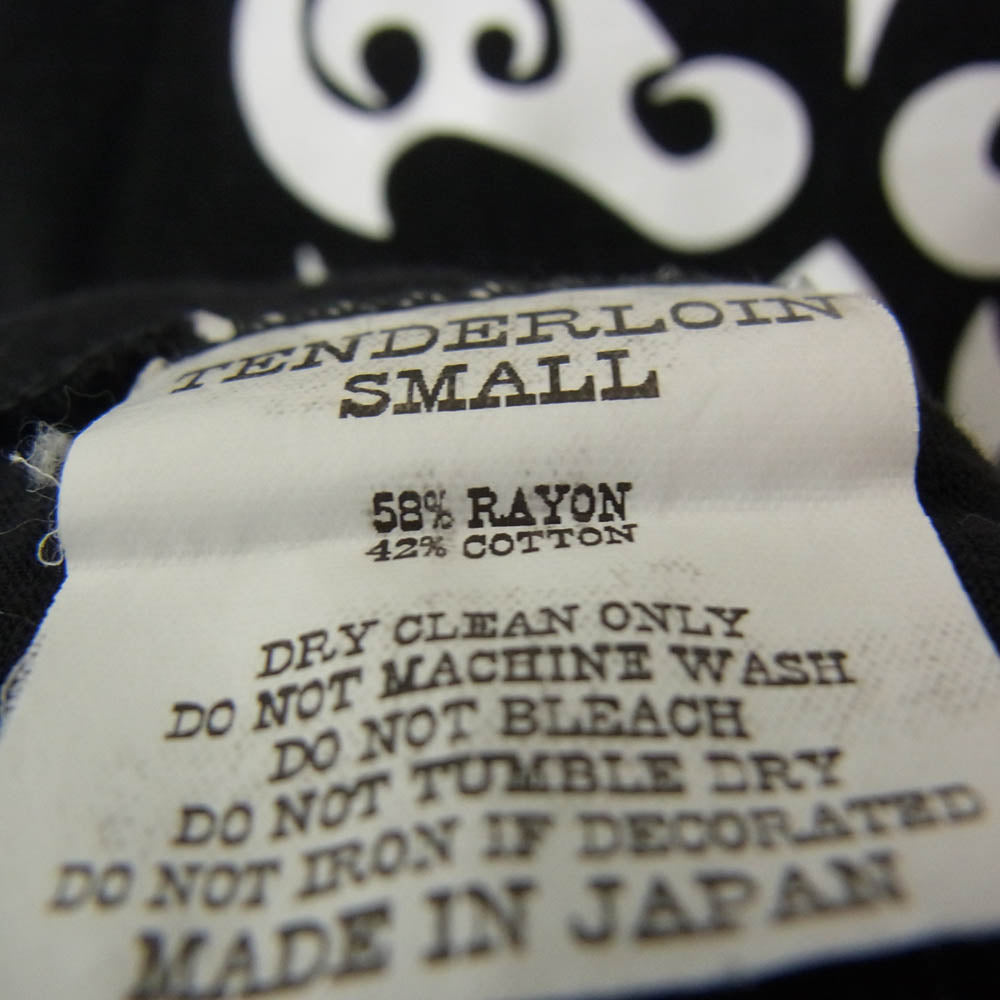 TENDERLOIN
SMALL
58% RAYON
42% COTTON
DRY CLEAN ONLY
DO NOT MACHINE WASH
DO NOT BLEACH
DO NOT TUMBLE DRY
DO NOT IRON IF DECORATED
MADE IN JAPAN